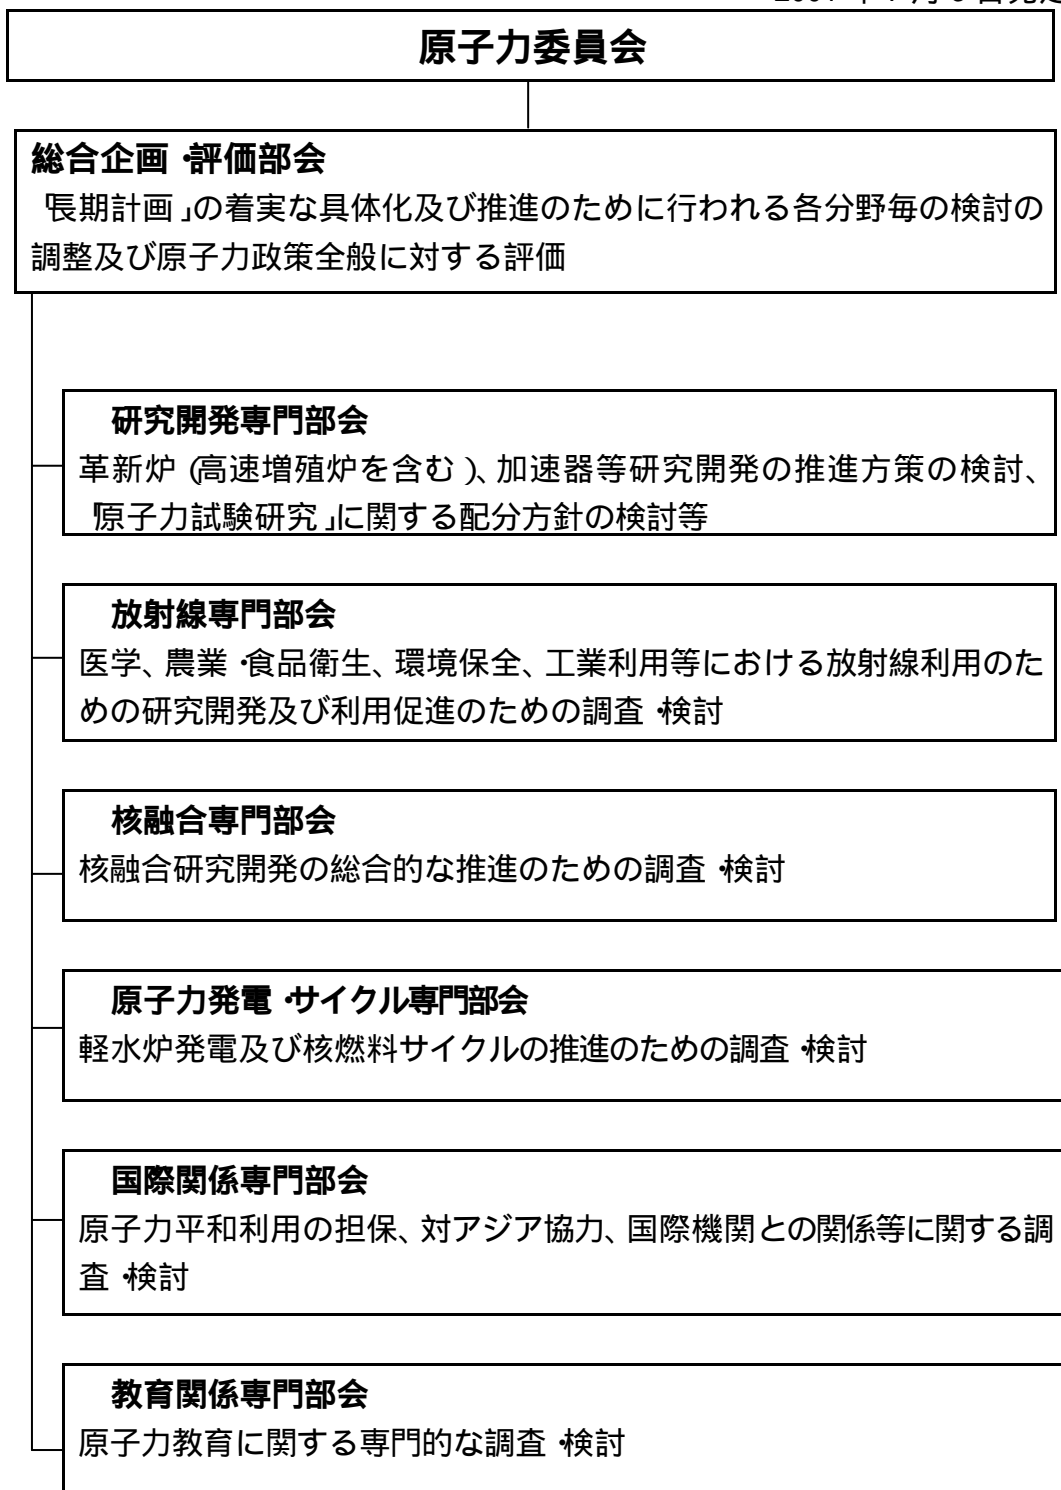 原子力委員会
総合企画・評価部会
「長期計画」の着実な具体化及び推進のために行われる各分野毎の検討の
調整及び原子力政策全般に対する評価
研究開発専門部会
革新炉(高速増殖炉を含む)、加速器等研究開発の推進方策の検討、
「原子力試験研究」に関する配分方針の検討等
放射線専門部会
医学、農業・食品衛生、環境保全、工業利用等における放射線利用のた
めの研究開発及び利用促進のための調査・検討
核融合専門部会
核融合研究開発の総合的な推進のための調査・検討
原子力発電・サイクル専門部会
軽水炉発電及び核燃料サイクルの推進のための調査・検討
国際関係専門部会
原子力平和利用の担保、対アジア協力、国際機関との関係等に関する調
査・検討
教育関係専門部会
原子力教育に関する専門的な調査・検討